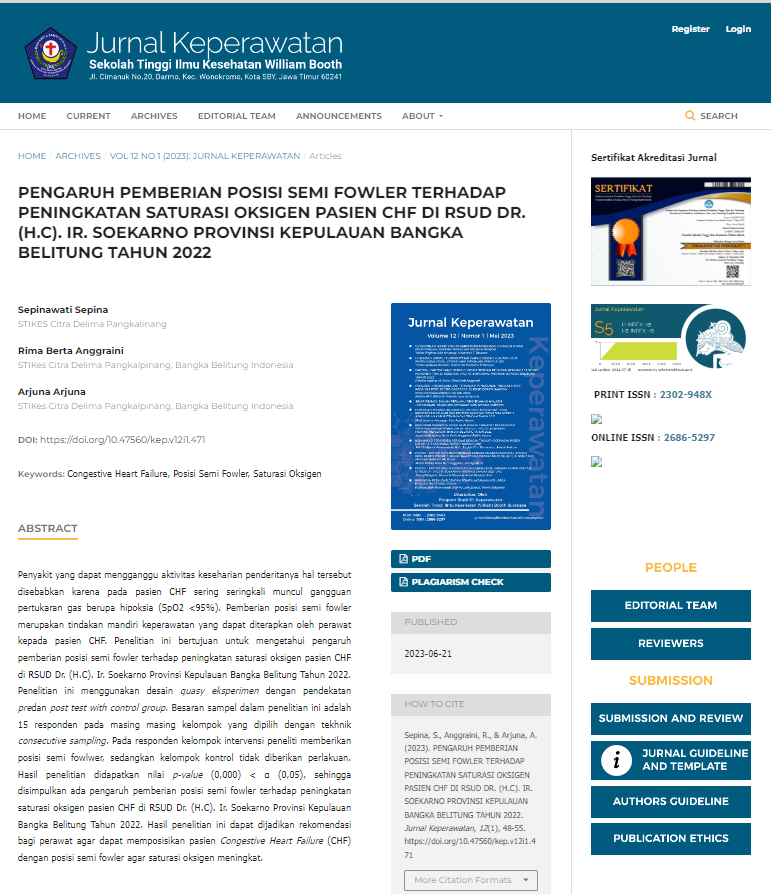 Jurnal Keperawatan
Sekolah Tinggi Ilmu Kesehatan William Booth
Jl. Cimanuk No.20, Darmo, Kec. Wonokromo, Kota SBY, Jawa Timur 60241
Register Login
HOME CURRENT ARCHIVES EDITORIAL TEAM ANNOUNCEMENTS ABOUT SEARCH
HOME / ARCHIVES / VOL 12 NO 1 (2023): JURNAL KEPERAWATAN / Articles
PENGARUH PEMBERIAN POSISI SEMI FOWLER TERHADAP
PENINGKATAN SATURASI OKSIGEN PASIEN CHF DI RSUD DR.
(H.C). IR. SOEKARNO PROVINSI KEPULAUAN BANGKA
BELITUNG TAHUN 2022
Sepinawati Sepina
STIKES Citra Delima Pangkalinang
Rima Berta Anggraini
STIKes Citra Delima Pangkalpinang, Bangka Belitung Indonesia
Arjuna Arjuna
STIKes Citra Delima Pangkalpinang, Bangka Belitung Indonesia
DOI: https://doi.org/10.47560/kep.v12i1.471
Keywords: Congestive Heart Failure, Posisi Semi Fowler, Saturasi Oksigen
ABSTRACT
Penyakit yang dapat mengganggu aktivitas keseharian penderitanya hal tersebut
disebabkan karena pada pasien CHF sering seringkali muncul gangguan
pertukaran gas berupa hipoksia (SpO2 <95%). Pemberian posisi semi fowler
merupakan tindakan mandiri keperawatan yang dapat diterapkan oleh perawat
kepada pasien CHF. Penelitian ini bertujuan untuk mengetahui pengaruh
pemberian posisi semi fowler terhadap peningkatan saturasi oksigen pasien CHF
di RSUD Dr. (H.C). Ir. Soekarno Provinsi Kepulauan Bangka Belitung Tahun 2022.
Penelitian ini menggunakan desain quasy eksperimen dengan pendekatan
predan post test with control group. Besaran sampel dalam penelitian ini adalah
15 responden pada masing masing kelompok yang dipilih dengan tekhnik
consecutive sampling. Pada responden kelompok intervensi peneliti memberikan
posisi semi fowlwer, sedangkan kelompok kontrol tidak diberikan perlakuan.
Hasil penelitian didapatkan nilai p-value (0,000) < α (0,05), sehingga
disimpulkan ada pengaruh pemberian posisi semi fowler terhadap peningkatan
saturasi oksigen pasien CHF di RSUD Dr. (H.C). Ir. Soekarno Provinsi Kepulauan
Bangka Belitung Tahun 2022. Hasil penelitian ini dapat dijadikan rekomendasi
bagi perawat agar dapat memposisikan pasien Congestive Heart Failure (CHF)
dengan posisi semi fowler agar saturasi oksigen meningkat.
Jurnal Keperawatan
Volume 12 | Nomor 1 | Mei 2023
Keperawatan
Diterbitkan Oleh
Program Studi S1 Keperawatan
Sekolah Tinggi Ilmu Kesehatan William Booth Surabaya
PDF
PLAGIARISM CHECK
PUBLISHED
2023-06-21
HOW TO CITE
Sepina, S., Anggraini, R., & Arjuna, A.
(2023). PENGARUH PEMBERIAN
POSISI SEMI FOWLER TERHADAP
PENINGKATAN SATURASI OKSIGEN
PASIEN CHF DI RSUD DR. (H.C). IR.
SOEKARNO PROVINSI KEPULAUAN
BANGKA BELITUNG TAHUN 2022.
Jurnal Keperawatan, 12(1), 48-55.
https://doi.org/10.47560/kep.v12i1.4
71
More Citation Formats
Sertifikat Akreditasi Jurnal
SERTIFIKAT
Jurnal Keperawatan
S5
PRINT ISSN : 2302-948X
ONLINE ISSN : 2686-5297
PEOPLE
EDITORIAL TEAM
REVIEWERS
SUBMISSION
SUBMISSION AND REVIEW
JURNAL GUIDELINE
AND TEMPLATE
AUTHORS GUIDELINE
PUBLICATION ETHICS